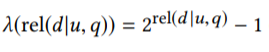 λ(rel(d|u, q)) = 2^{rel(d|u, q)} − 1